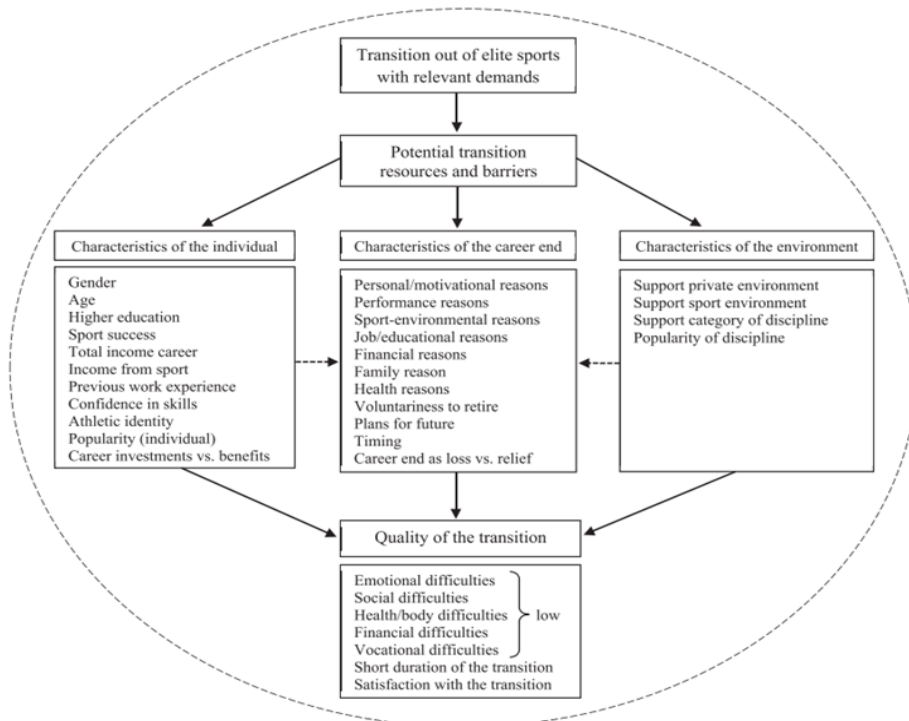 Transition out of elite sports
with relevant demands
Potential transition
resources and barriers
Characteristics of the individual
Gender
Age
Higher education
Sport success
Total income career
Income from sport
Previous work experience
Confidence in skills
Athletic identity
Popularity (individual)
Career investments vs. benefits
Characteristics of the career end
Personal/motivational reasons
Performance reasons
Sport-environmental reasons
Job/educational reasons
Financial reasons
Family reason
Health reasons
Voluntariness to retire
Plans for future
Timing
Career end as loss vs. relief
Characteristics of the environment
Support private environment
Support sport environment
Support category of discipline
Popularity of discipline
Quality of the transition
Emotional difficulties
Social difficulties
Health/body difficulties
Financial difficulties
Vocational difficulties
low
Short duration of the transition
Satisfaction with the transition